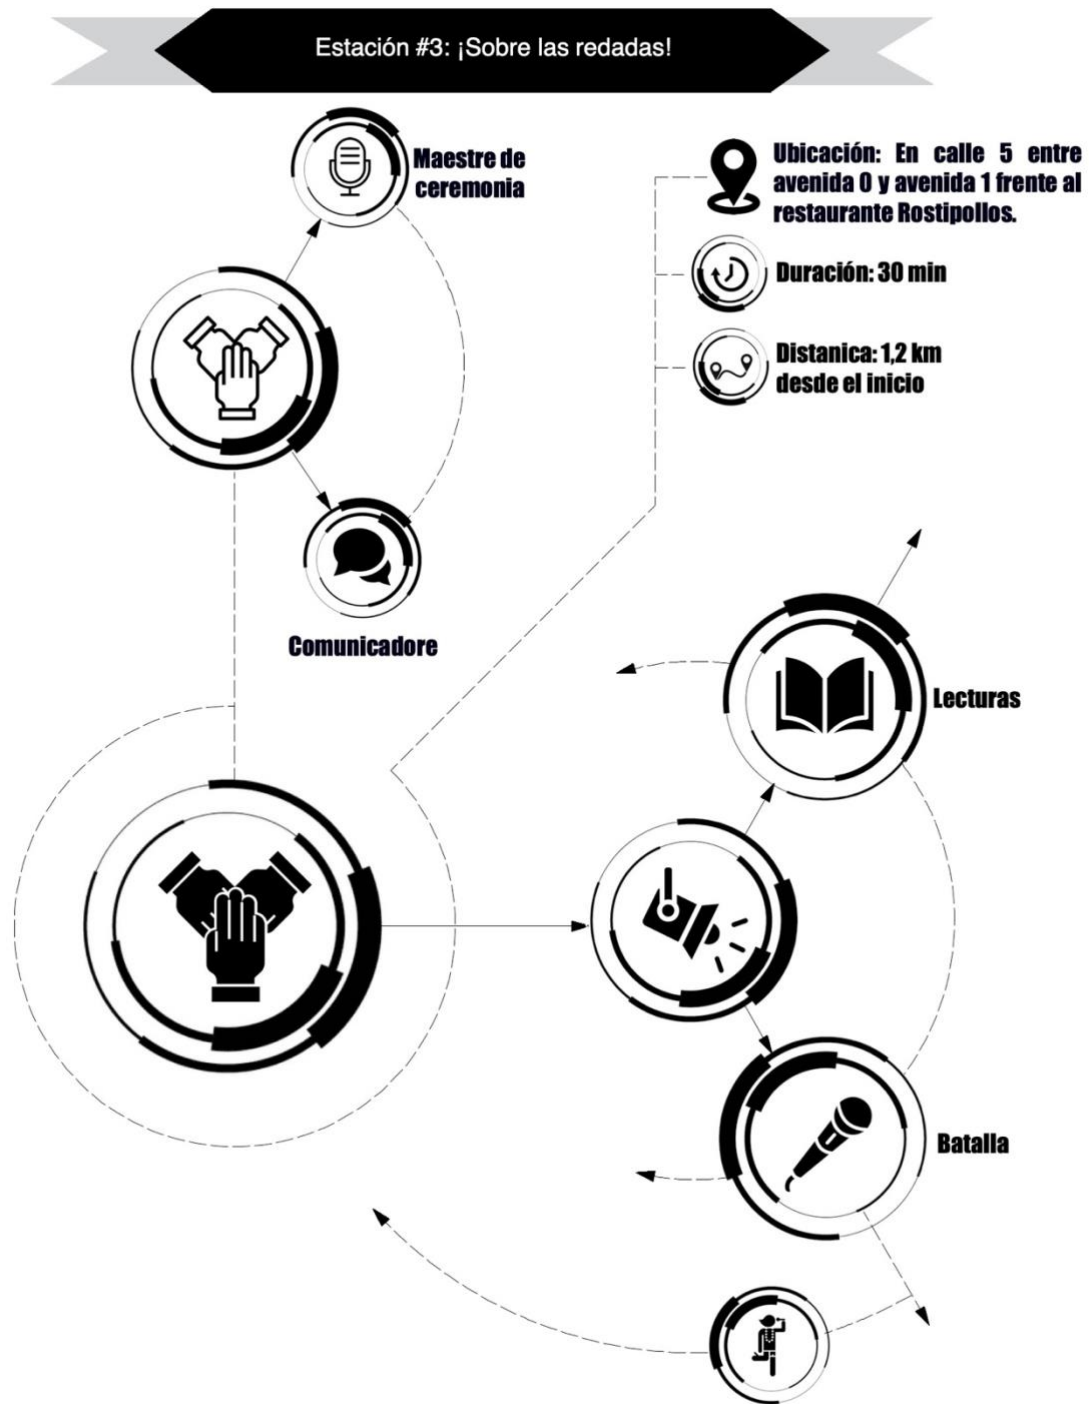 Estación #3: ¡Sobre las redadas!
Maestre de
ceremonia
Ubicación: En calle 5 entre
avenida 0 y avenida 1 frente al
restaurante Rostipollos.
Duración: 30 min
Distanica: 1,2 km
desde el inicio
Comunicadore
Lecturas
Batalla